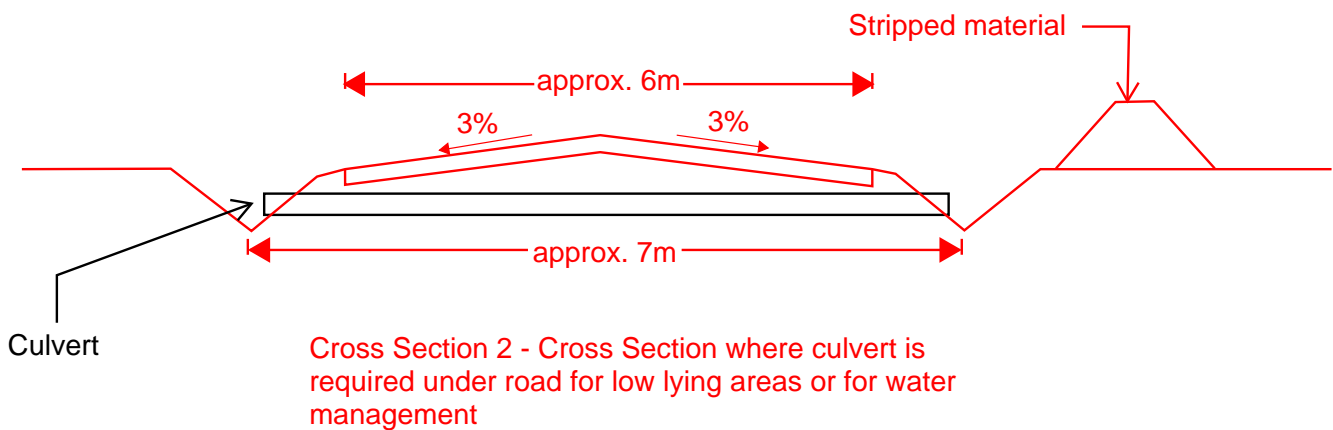 Stripped material
approx. 6m
3%
3%
approx. 7m
Culvert
Cross Section 2 - Cross Section where culvert is
required under road for low lying areas or for water
management